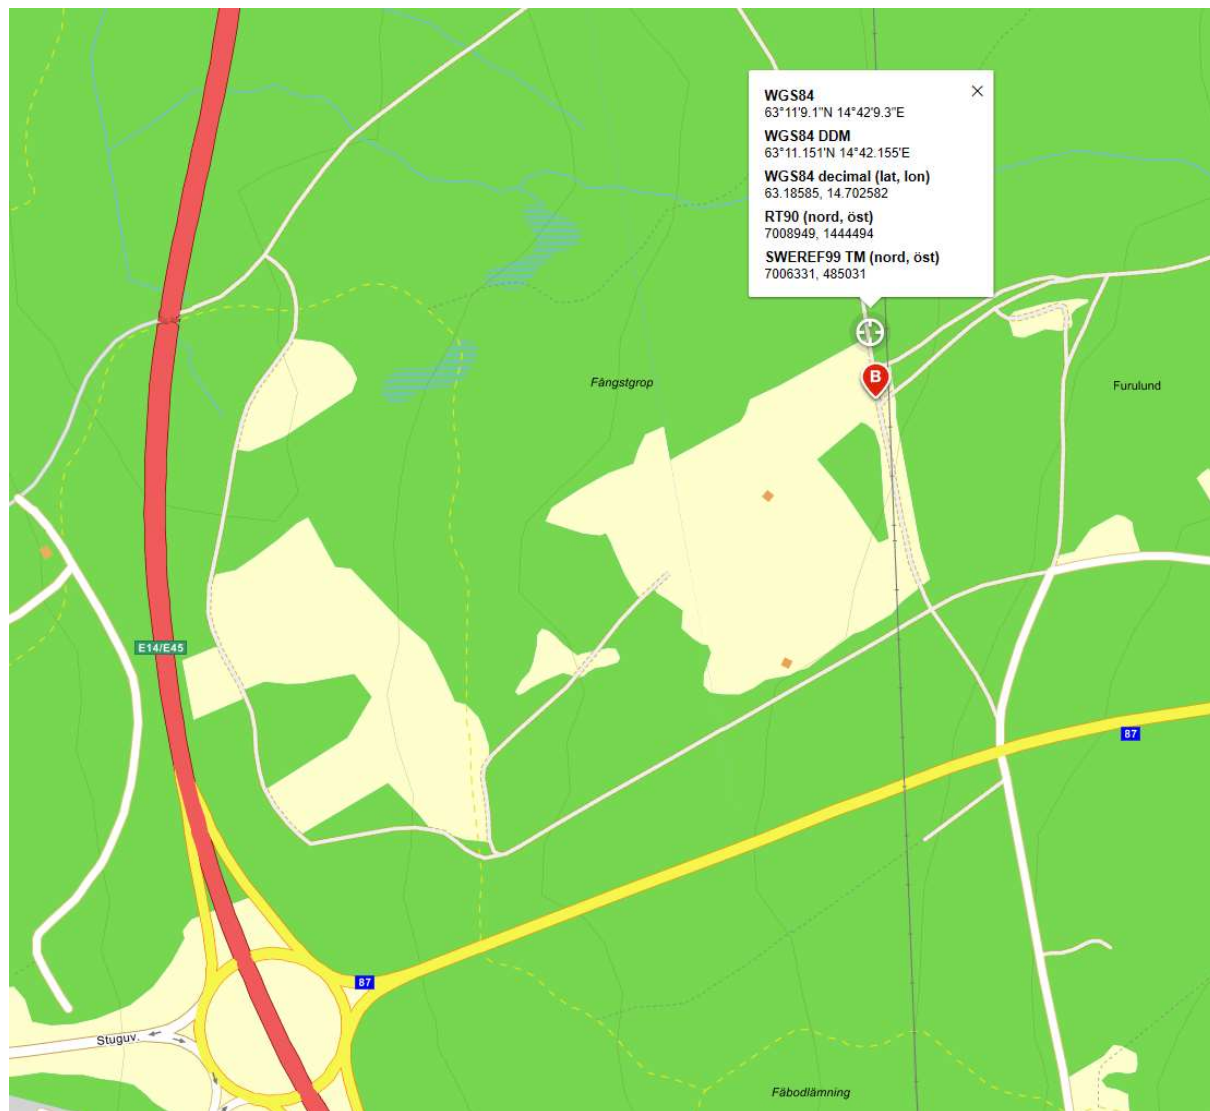 WGS84
63°11'9.1"N 14°42'9.3"E
WGS84 DDM
63°11.151'N 14°42.155'E
WGS84 decimal (lat, lon)
63.18585, 14.702582
RT90 (nord, öst)
7008949, 1444494
SWEREF99 TM (nord, öst)
7006331, 485031
B
Fångstgrop
Furulund
E14/E45
87
87
Stuguv.
Fäbodlämning